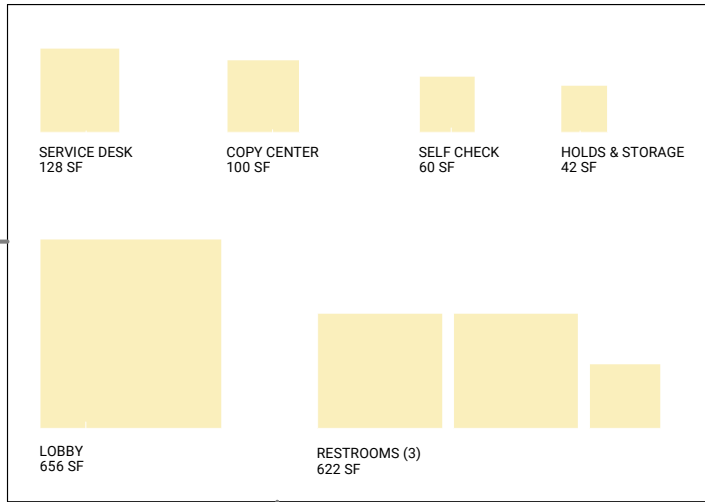 SERVICE DESK
128 SF
COPY CENTER
100 SF
SELF CHECK
60 SF
HOLDS & STORAGE
42 SF
LOBBY
656 SF
RESTROOMS (3)
622 SF